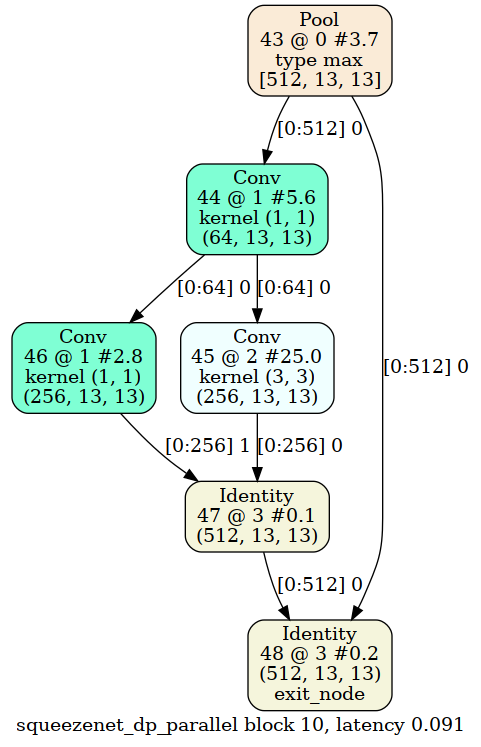 Pool
43 @ 0 #3.7
type max
[512, 13, 13]
[0:512] 0
Conv
44 @ 1 #5.6
kernel (1, 1)
(64, 13, 13)
[0:64] 0
[0:64] 0
Conv
46 @ 1 #2.8
kernel (1, 1)
(256, 13, 13)
Conv
45 @ 2 #25.0
kernel (3, 3)
(256, 13, 13)
[0:512] 0
[0:256] 1
[0:256] 0
Identity
47 @ 3 #0.1
(512, 13, 13)
[0:512] 0
Identity
48 @ 3 #0.2
(512, 13, 13)
exit_node
squeezenet_dp_parallel block 10, latency 0.091